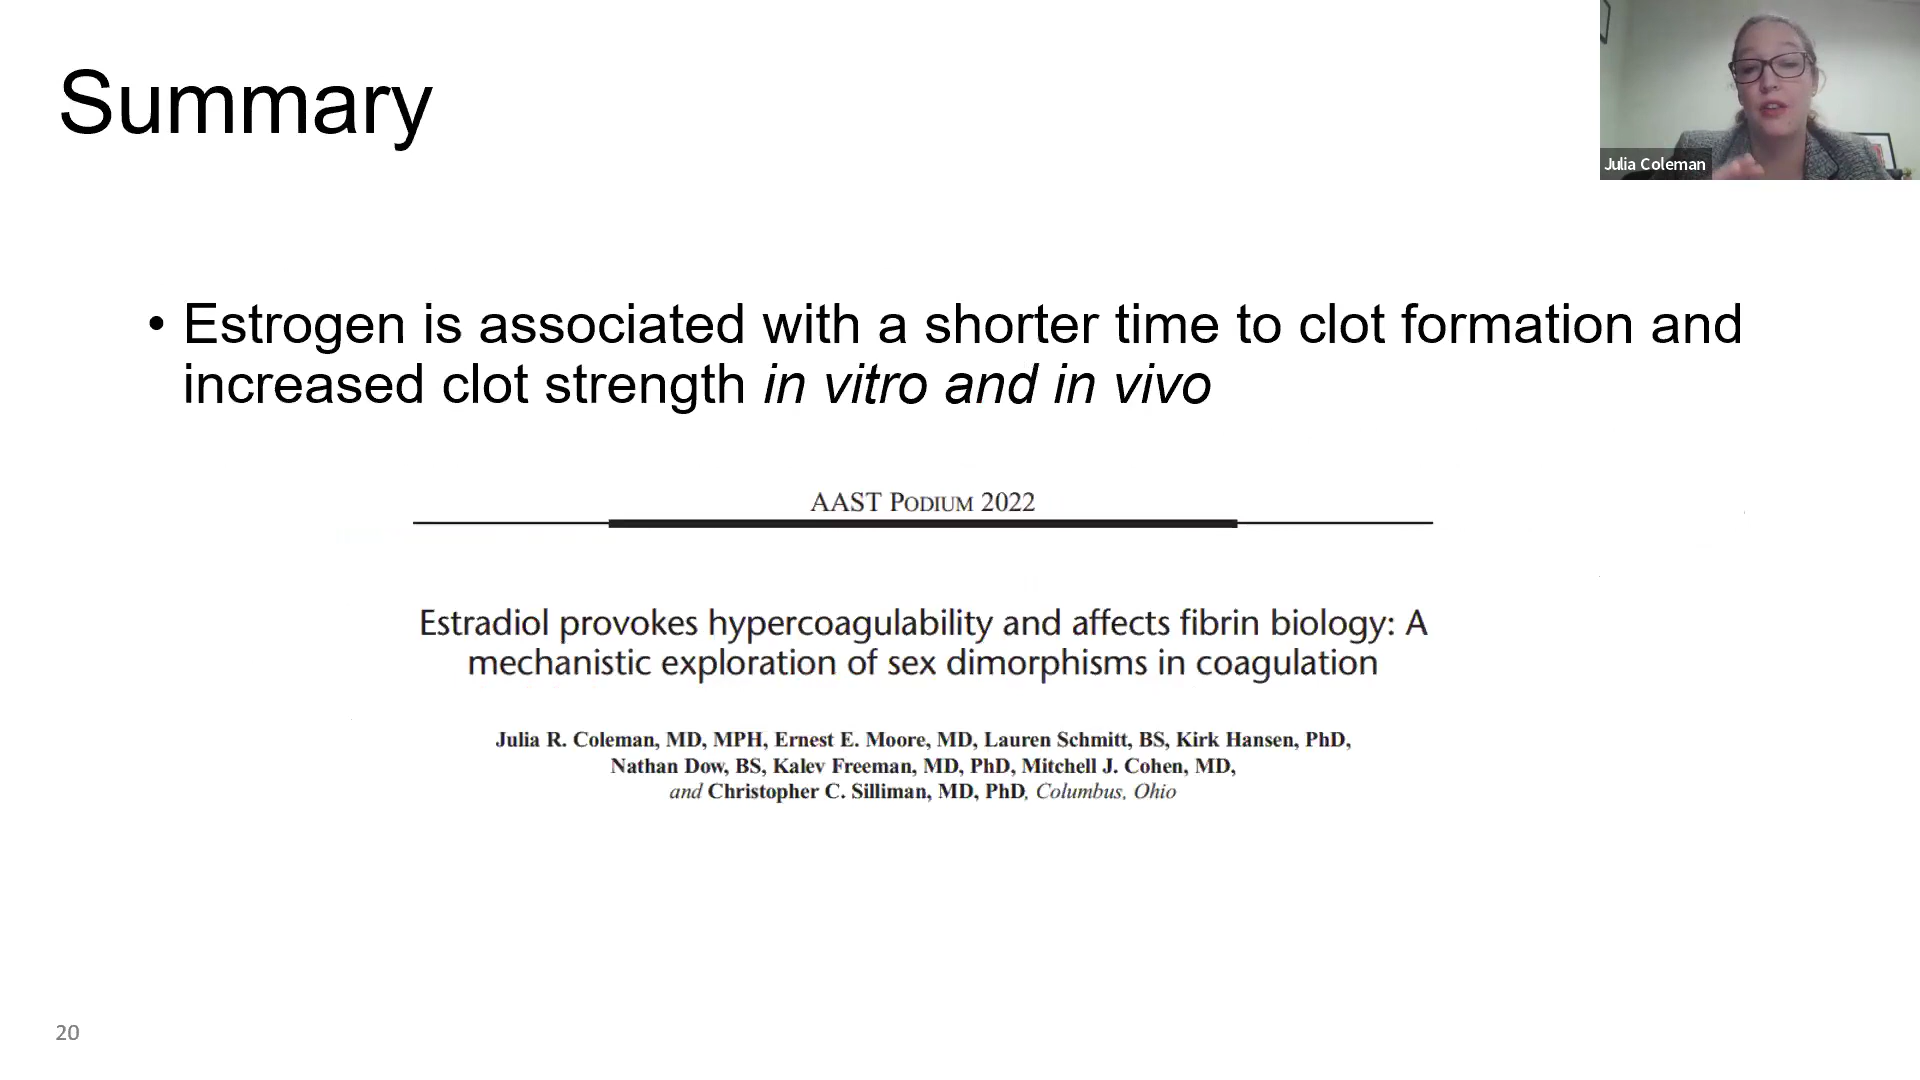 Summary
Julia Coleman
• Estrogen is associated with a shorter time to clot formation and
increased clot strength in vitro and in vivo
AAST PODIUM 2022
Estradiol provokes hypercoagulability and affects fibrin biology: A
mechanistic exploration of sex dimorphisms in coagulation
Julia R. Coleman, MD, MPH, Ernest E. Moore, MD, Lauren Schmitt, BS, Kirk Hansen, PhD,
Nathan Dow, BS, Kalev Freeman, MD, PhD, Mitchell J. Cohen, MD,
and Christopher C. Silliman, MD, PhD, Columbus, Ohio
20